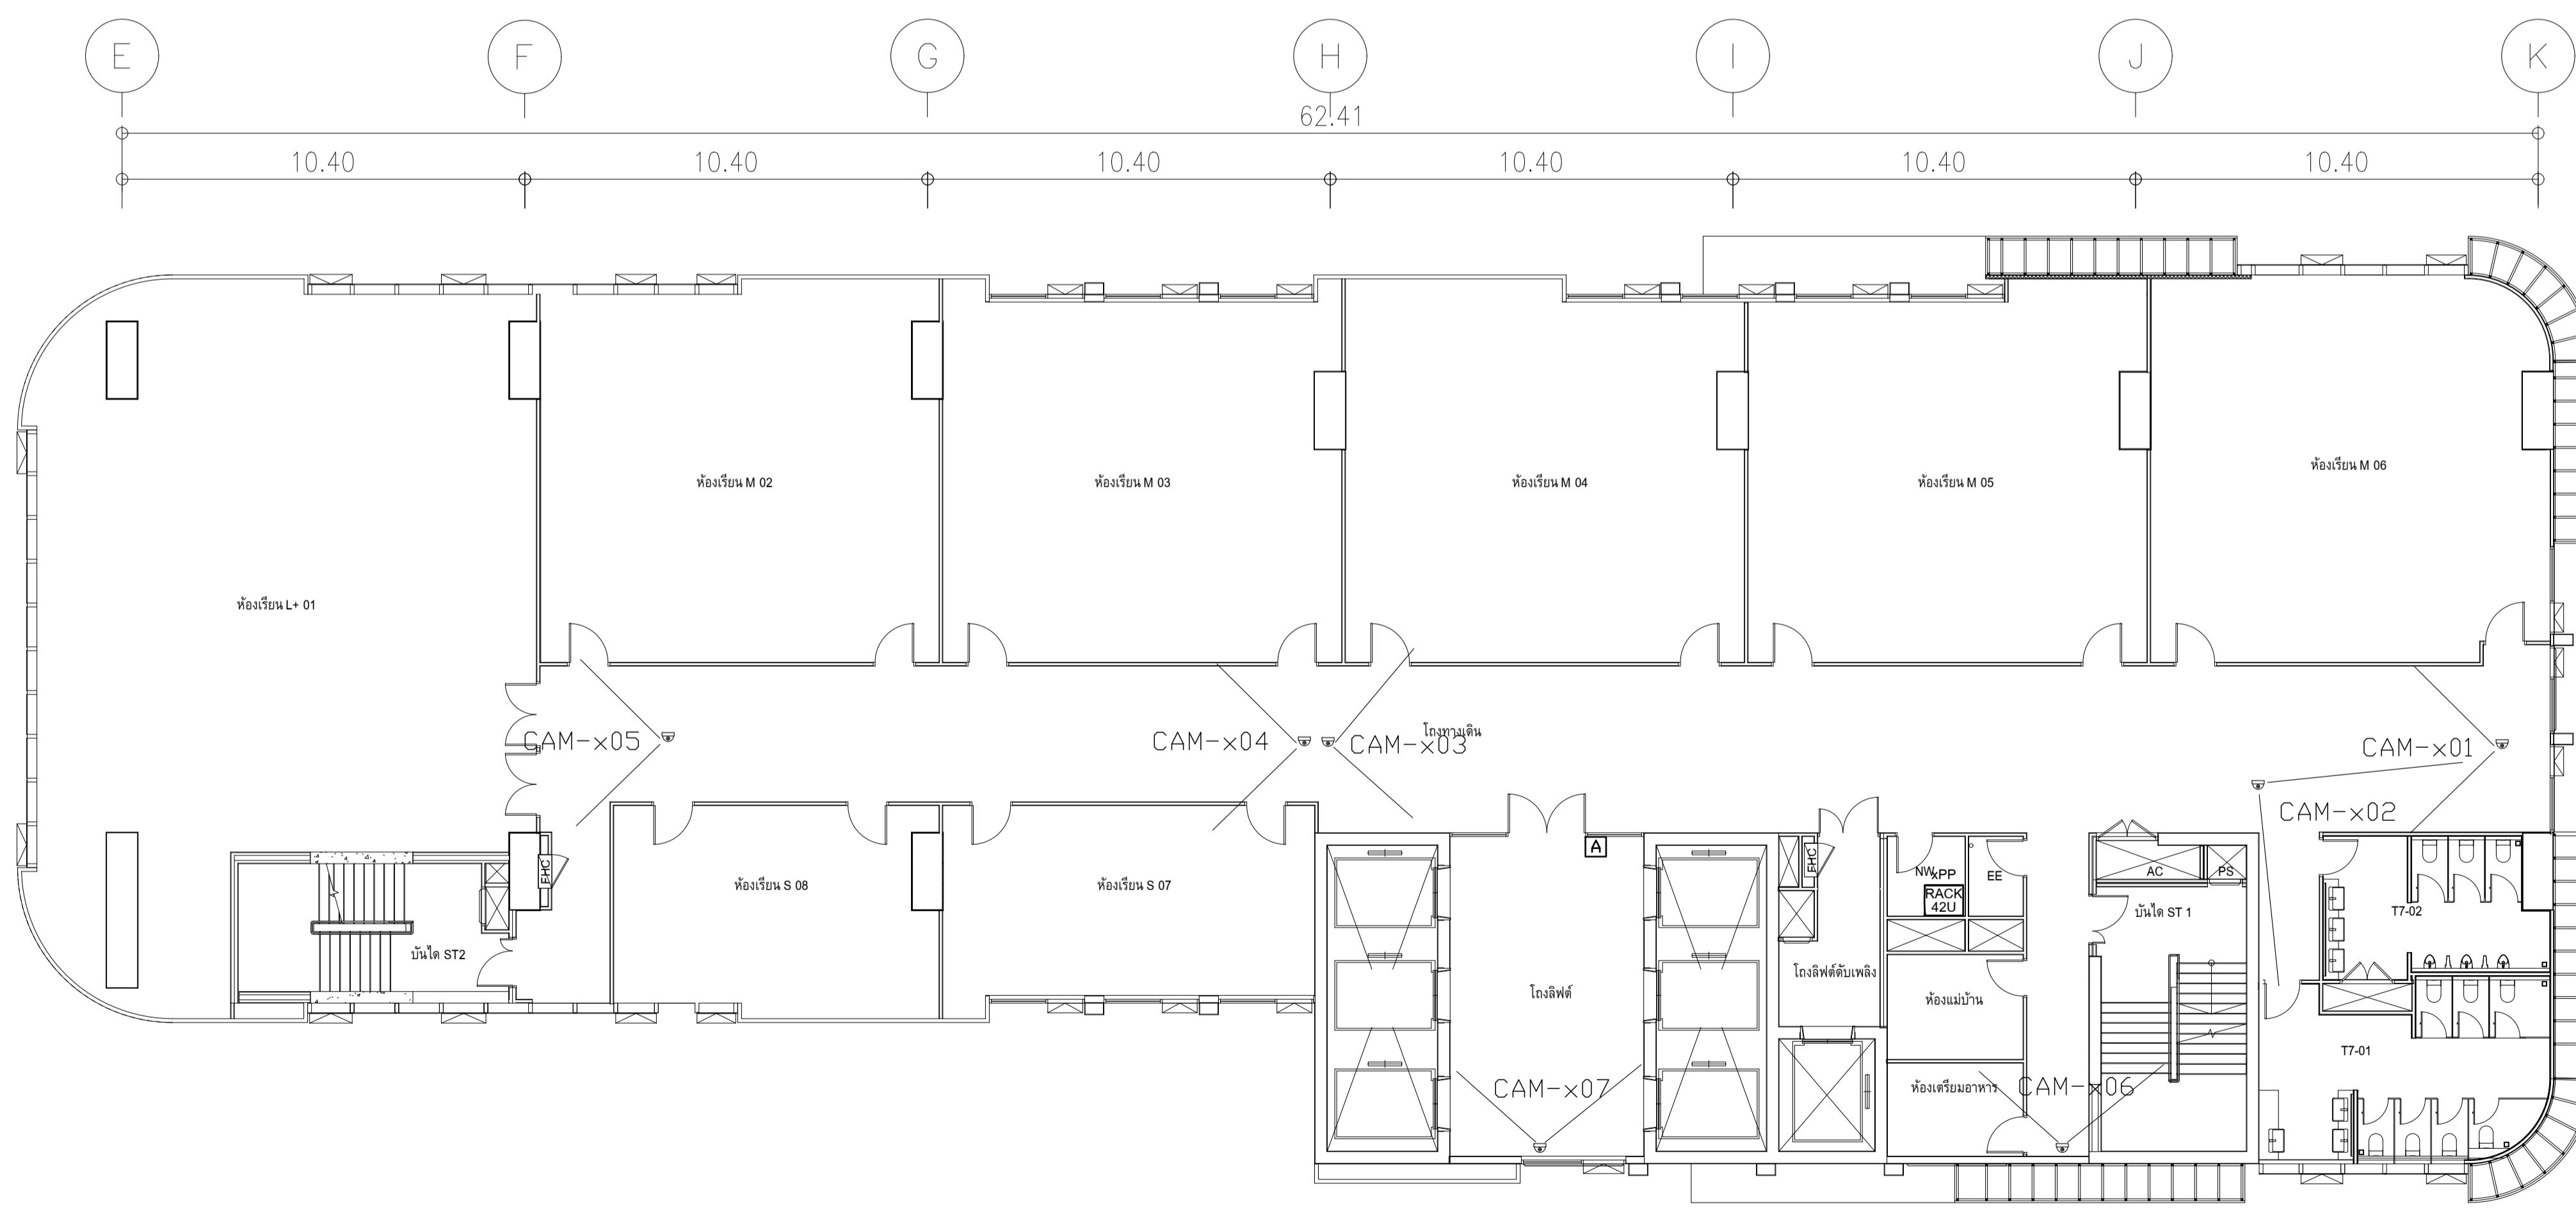 E F G H I J K
62.41
10.40 10.40 10.40 10.40 10.40 10.40
ห้องเรียน M 06
ห้องเรียน M 02
ห้องเรียน M 03
ห้องเรียน M 04
ห้องเรียน M 05
ห้องเรียน L+ 01
โถงทางเดิน
CAM-x05
CAM-x04
CAM-x03
CAM-x01
CAM-x02
A
FHC
FHC
NW
xPP
RACK
42U
EE
AC
PS
ห้องเรียน S 08
ห้องเรียน S 07
บันได ST 1
T7-02
บันได ST2
โถงลิฟต์ดับเพลิง
โถงลิฟต์
ห้องแม่บ้าน
T7-01
CAM-x07
ห้องเตรียมอาหาร
CAM-x06